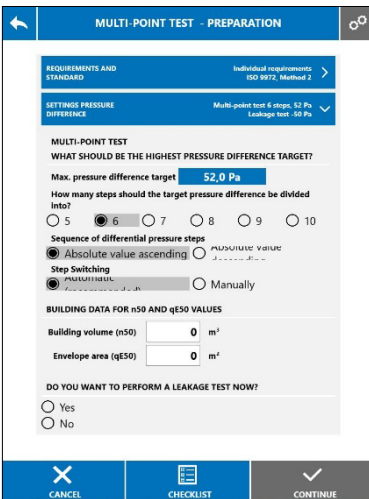 MULTI-POINT TEST - PREPARATION
REQUIREMENTS AND
STANDARD
Individual requirements
ISO 9972, Method 2
SETTINGS PRESSURE
DIFFERENCE
Multi-point test 6 steps, 52 Pa
Leakage test -50 Pa
MULTI-POINT TEST
WHAT SHOULD BE THE HIGHEST PRESSURE DIFFERENCE TARGET?
Max. pressure difference target 52,0 Pa
How many steps should the target pressure difference be divided
into?
5 6 7 8 9 10
Sequence of differential pressure steps
Absolute value ascending Absolute value
Step Switching
Automatic Manually
BUILDING DATA FOR n50 AND qE50 VALUES
Building volume (n50) 0 m³
Envelope area (qE50) 0 m²
DO YOU WANT TO PERFORM A LEAKAGE TEST NOW?
Yes
No
CANCEL CHECKLIST CONTINUE